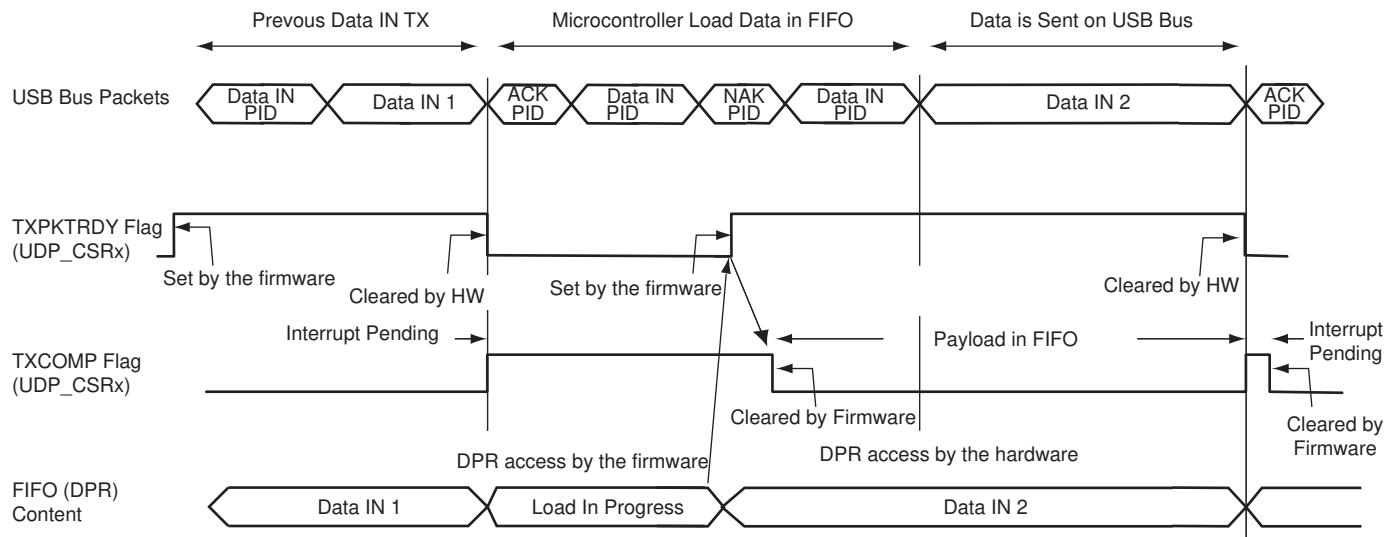 Prevous Data IN TX
Microcontroller Load Data in FIFO
Data is Sent on USB Bus
USB Bus Packets
Data IN
PID
Data IN 1
ACK
PID
Data IN
PID
NAK
PID
Data IN
PID
Data IN 2
ACK
PID
TXPKTRDY Flag
(UDP_CSRx)
Set by the firmware
Cleared by HW
Set by the firmware
Cleared by HW
Interrupt Pending
Payload in FIFO
Interrupt
Pending
TXCOMP Flag
(UDP_CSRx)
Cleared by Firmware
Cleared by
Firmware
DPR access by the firmware
DPR access by the hardware
FIFO (DPR)
Content
Data IN 1
Load In Progress
Data IN 2